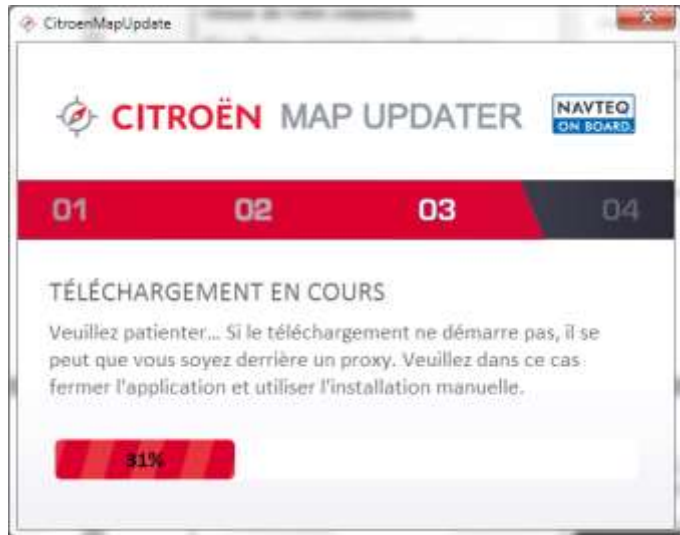 CitroenMapUpdate
CITROËN MAP UPDATER
NAVTEQ
ON BOARD
01 02 03 04
TÉLÉCHARGEMENT EN COURS
Veuillez patienter... Si le téléchargement ne démarre pas, il se
peut que vous soyez derrière un proxy. Veuillez dans ce cas
fermer l'application et utiliser l'installation manuelle.
31%